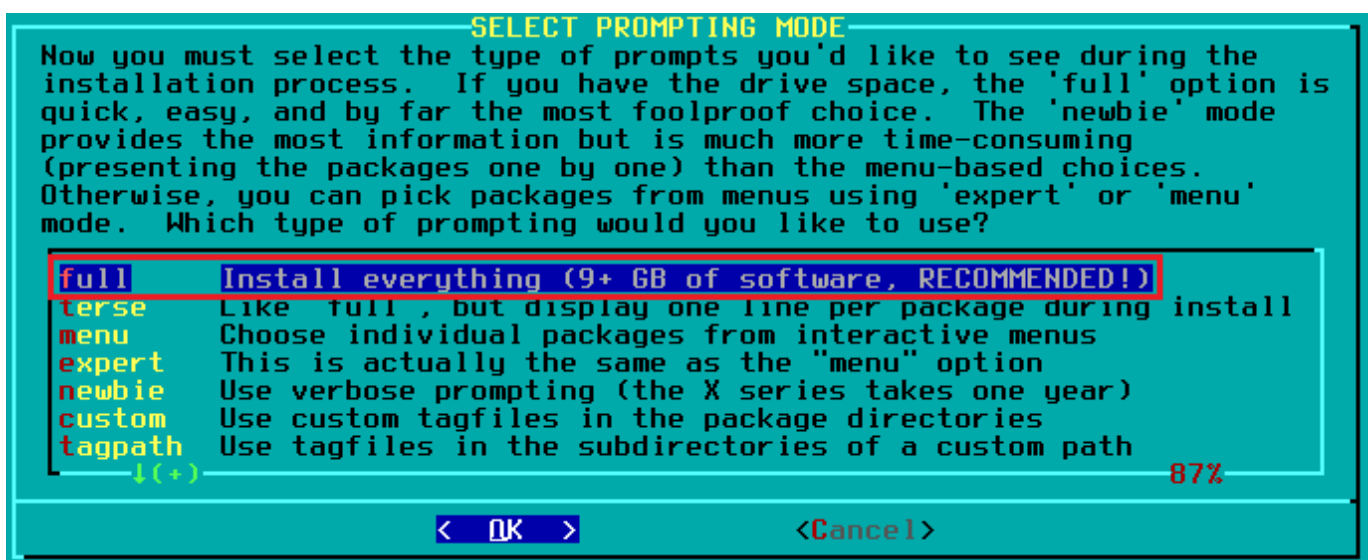 SELECT PROMPTING MODE
Now you must select the type of prompts you'd like to see during the
installation process.  If you have the drive space, the 'full' option is
quick, easy, and by far the most foolproof choice.  The 'newbie' mode
provides the most information but is much more time-consuming
(presenting the packages one by one) than the menu-based choices.
Otherwise, you can pick packages from menus using 'expert' or 'menu'
mode.  Which type of prompting would you like to use?
full Install everything (9+ GB of software, RECOMMENDED!)
terse Like 'full', but display one line per package during install
menu Choose individual packages from interactive menus
expert This is actually the same as the "menu" option
newbie Use verbose prompting (the X series takes one year)
custom Use custom tagfiles in the package directories
tagpath Use tagfiles in the subdirectories of a custom path
↓(+) 87%
< OK > <Cancel>